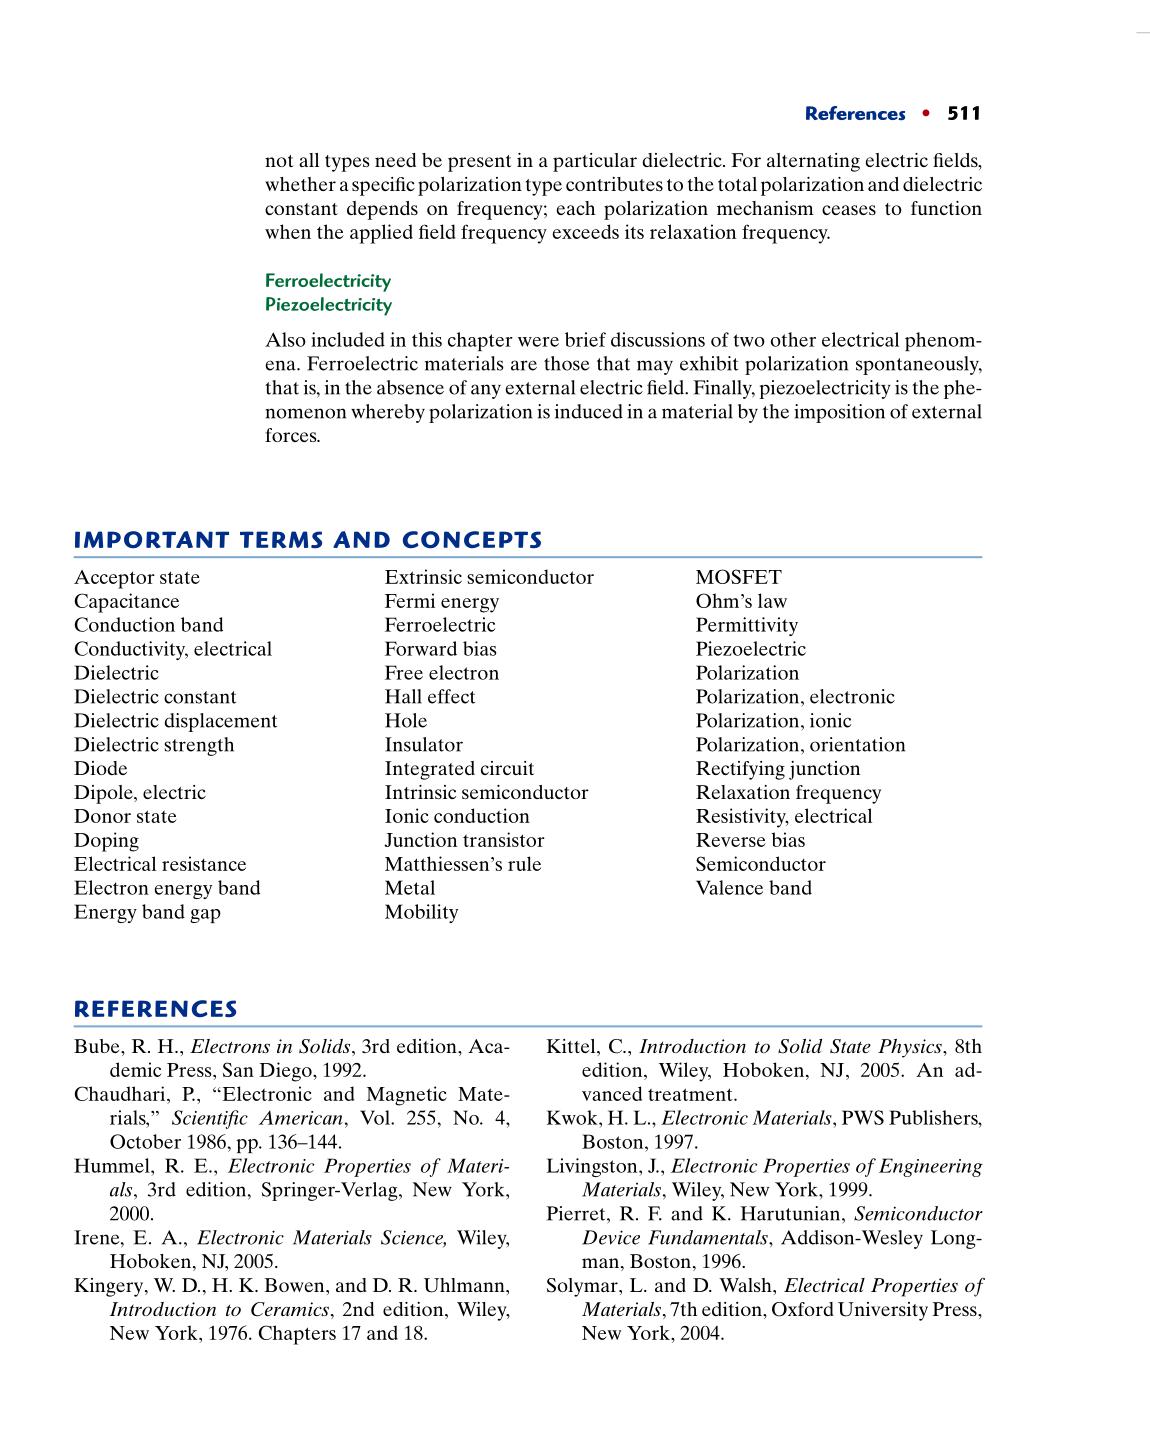 References • 511
not all types need be present in a particular dielectric. For alternating electric fields,
whether a specific polarization type contributes to the total polarization and dielectric
constant depends on frequency; each polarization mechanism ceases to function
when the applied field frequency exceeds its relaxation frequency.
Ferroelectricity
Piezoelectricity
Also included in this chapter were brief discussions of two other electrical phenom-
ena. Ferroelectric materials are those that may exhibit polarization spontaneously,
that is, in the absence of any external electric field. Finally, piezoelectricity is the phe-
nomenon whereby polarization is induced in a material by the imposition of external
forces.
IMPORTANT TERMS AND CONCEPTS
Acceptor state
Capacitance
Conduction band
Conductivity, electrical
Dielectric
Dielectric constant
Dielectric displacement
Dielectric strength
Diode
Dipole, electric
Donor state
Doping
Electrical resistance
Electron energy band
Energy band gap
Extrinsic semiconductor
Fermi energy
Ferroelectric
Forward bias
Free electron
Hall effect
Hole
Insulator
Integrated circuit
Intrinsic semiconductor
Ionic conduction
Junction transistor
Matthiessen’s rule
Metal
Mobility
MOSFET
Ohm’s law
Permittivity
Piezoelectric
Polarization
Polarization, electronic
Polarization, ionic
Polarization, orientation
Rectifying junction
Relaxation frequency
Resistivity, electrical
Reverse bias
Semiconductor
Valence band
REFERENCES
Bube, R. H., Electrons in Solids, 3rd edition, Aca-
demic Press, San Diego, 1992.
Chaudhari, P., “Electronic and Magnetic Mate-
rials,” Scientific American, Vol. 255, No. 4,
October 1986, pp. 136–144.
Hummel, R. E., Electronic Properties of Materi-
als, 3rd edition, Springer-Verlag, New York,
2000.
Irene, E. A., Electronic Materials Science, Wiley,
Hoboken, NJ, 2005.
Kingery, W. D., H. K. Bowen, and D. R. Uhlmann,
Introduction to Ceramics, 2nd edition, Wiley,
New York, 1976. Chapters 17 and 18.
Kittel, C., Introduction to Solid State Physics, 8th
edition, Wiley, Hoboken, NJ, 2005. An ad-
vanced treatment.
Kwok, H. L., Electronic Materials, PWS Publishers,
Boston, 1997.
Livingston, J., Electronic Properties of Engineering
Materials, Wiley, New York, 1999.
Pierret, R. F. and K. Harutunian, Semiconductor
Device Fundamentals, Addison-Wesley Long-
man, Boston, 1996.
Solymar, L. and D. Walsh, Electrical Properties of
Materials, 7th edition, Oxford University Press,
New York, 2004.